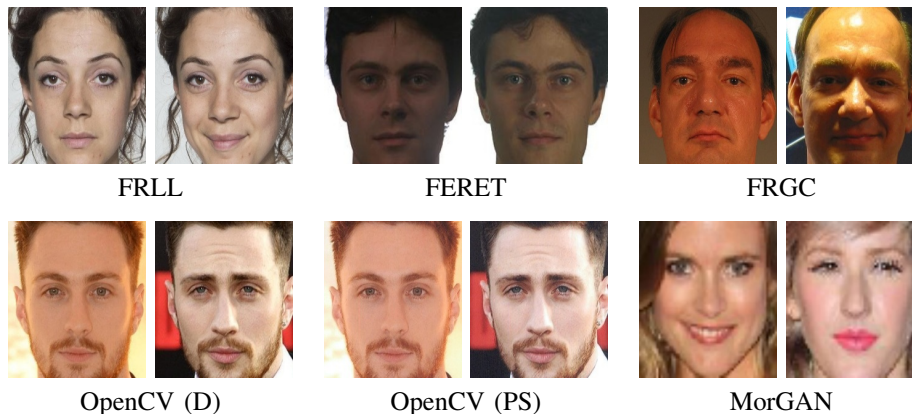 FRLL
FERET
FRGC
OpenCV (D)
OpenCV (PS)
MorGAN